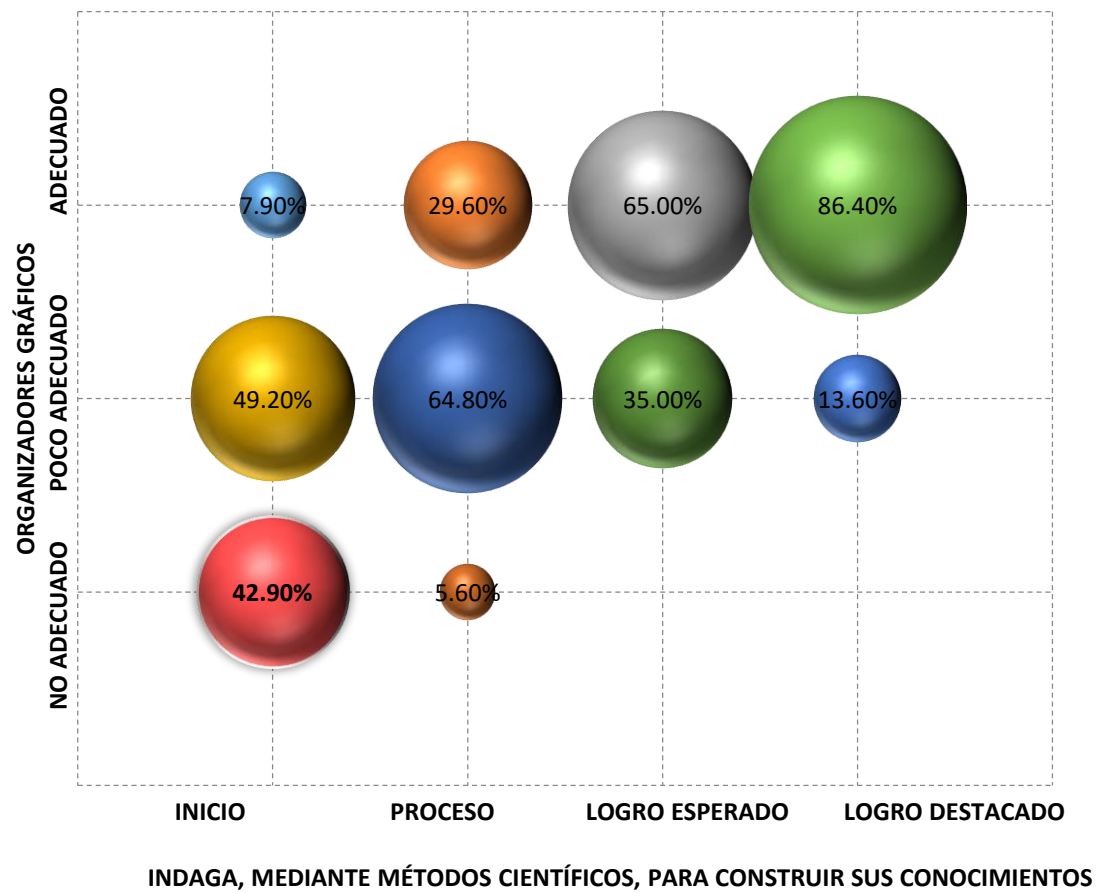 ORGANIZADORES GRÁFICOS
ADECUADO
7.90%
29.60%
65.00%
86.40%
POCO ADECUADO
49.20%
64.80%
35.00%
13.60%
NO ADECUADO
42.90%
5.60%
INICIO
PROCESO
LOGRO ESPERADO
LOGRO DESTACADO
INDAGA, MEDIANTE MÉTODOS CIENTÍFICOS, PARA CONSTRUIR SUS CONOCIMIENTOS